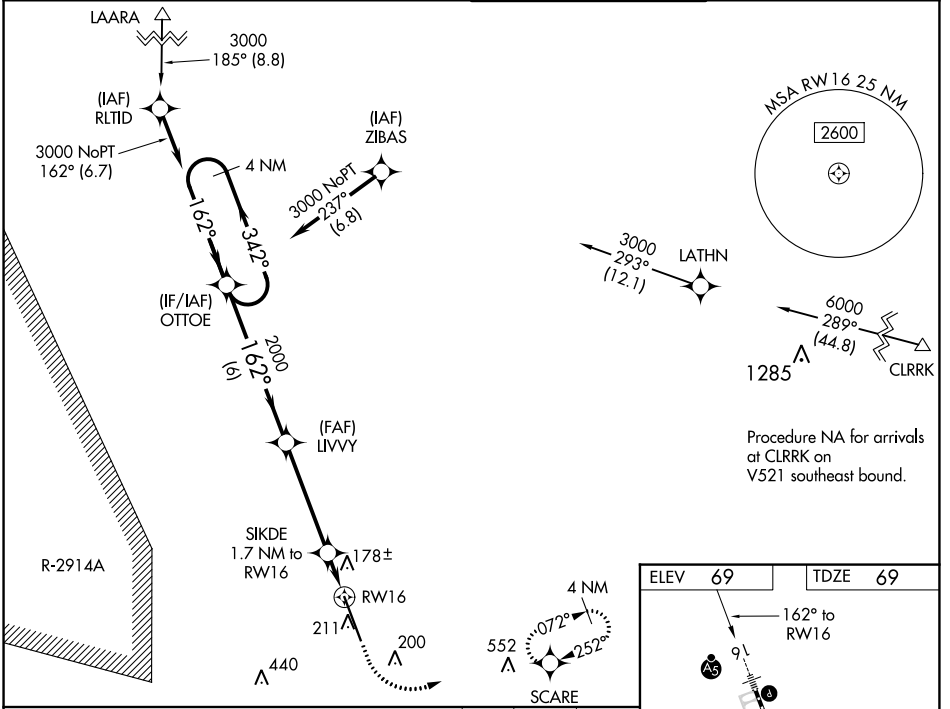 LAARA
3000
185° (8.8)
(IAF)
RLTID
3000 NoPT
162° (6.7)
4 NM
(IAF)
ZIBAS
3000 NoPT
237°
(6.8)
162°
342°
(IF/IAF)
OTTOE
2000
162°
(6)
(FAF)
LIVVY
SIKDE
1.7 NM to
RW16
178±
RW16
211
200
440
R-2914A
MSA RW16 25 NM
2600
3000
293°
(12.1)
LATHN
6000
289°
(44.8)
CLRRK
1285
Procedure NA for arrivals
at CLRRK on
V521 southeast bound.
4 NM
072°
252°
552
SCARE
ELEV 69
TDZE 69
162° to
RW16
16
A5